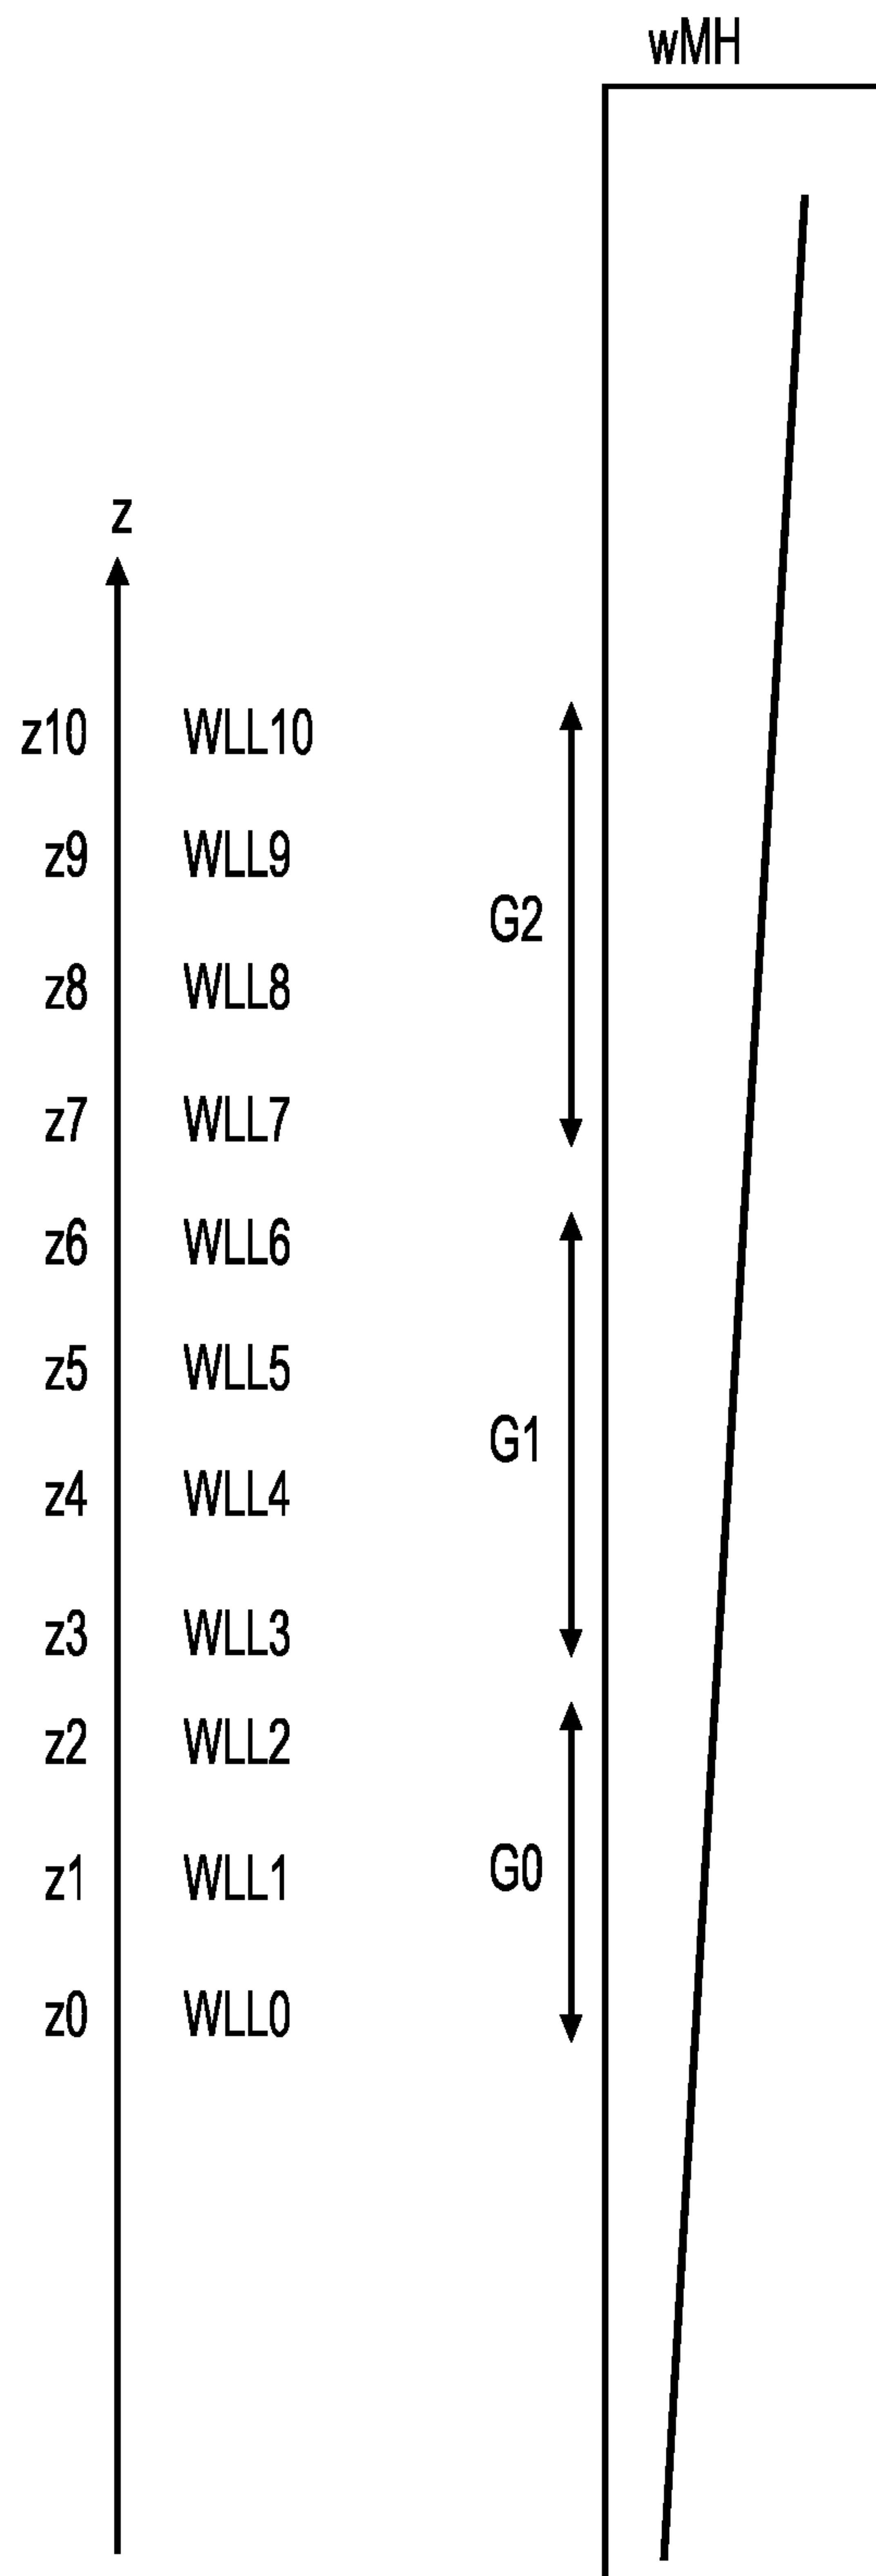 wMH
z
z10 WLL10
z9 WLL9
G2
z8 WLL8
z7 WLL7
z6 WLL6
z5 WLL5
G1
z4 WLL4
z3 WLL3
z2 WLL2
G0
z1 WLL1
z0 WLL0